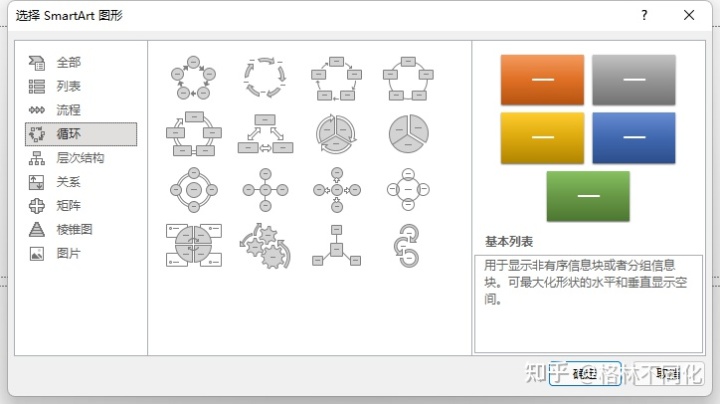 选择 SmartArt 图形
?
全部
列表
流程
循环
层次结构
关系
矩阵
棱锥图
图片
基本列表
用于显示非有序信息块或者分组信息
块。可最大化形状的水平和垂直显示空
间。
确定
取消
知乎 @格林不同化